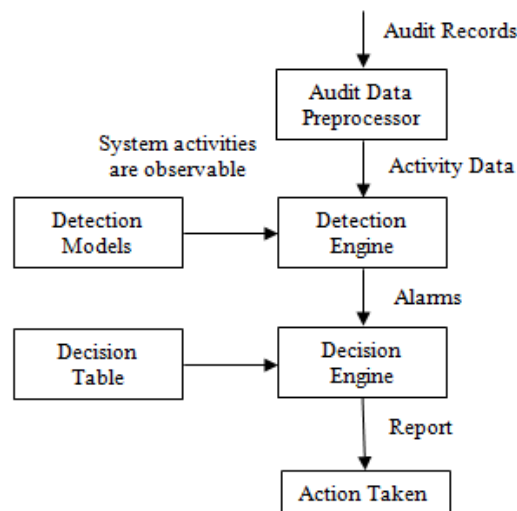 Audit Records
Audit Data
Preprocessor
System activities
are observable
Activity Data
Detection
Models
Detection
Engine
Alarms
Decision
Table
Decision
Engine
Report
Action Taken